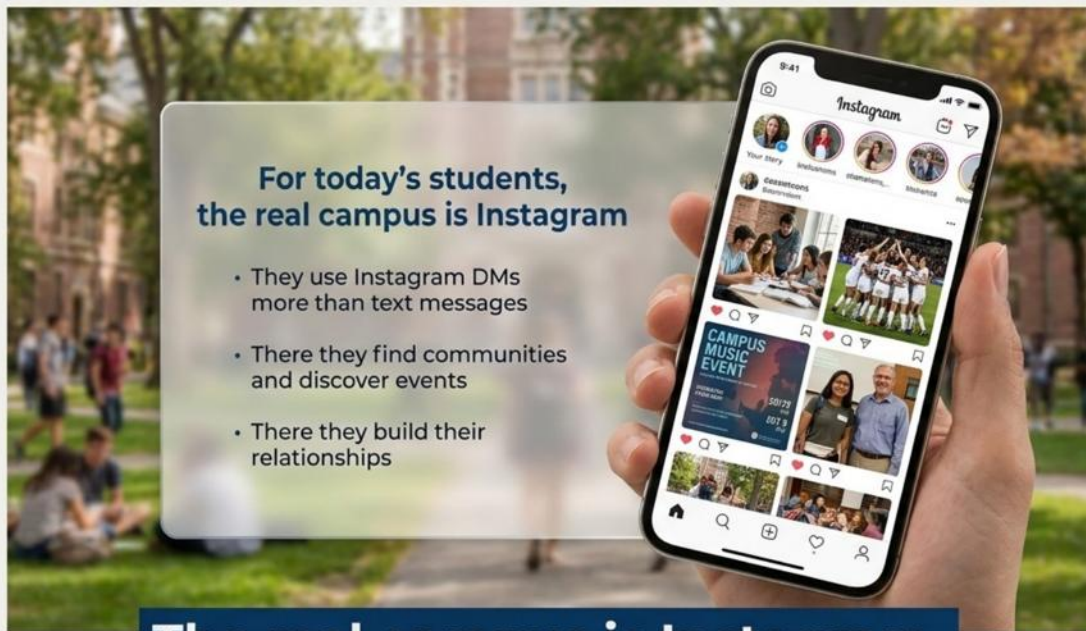 For today's students,
the real campus is Instagram
• They use Instagram DMs
more than text messages
• There they find communities
and discover events
• There they build their
relationships
9:41
Instagram
Your Story
CAMPUS
MUSIC
EVENT